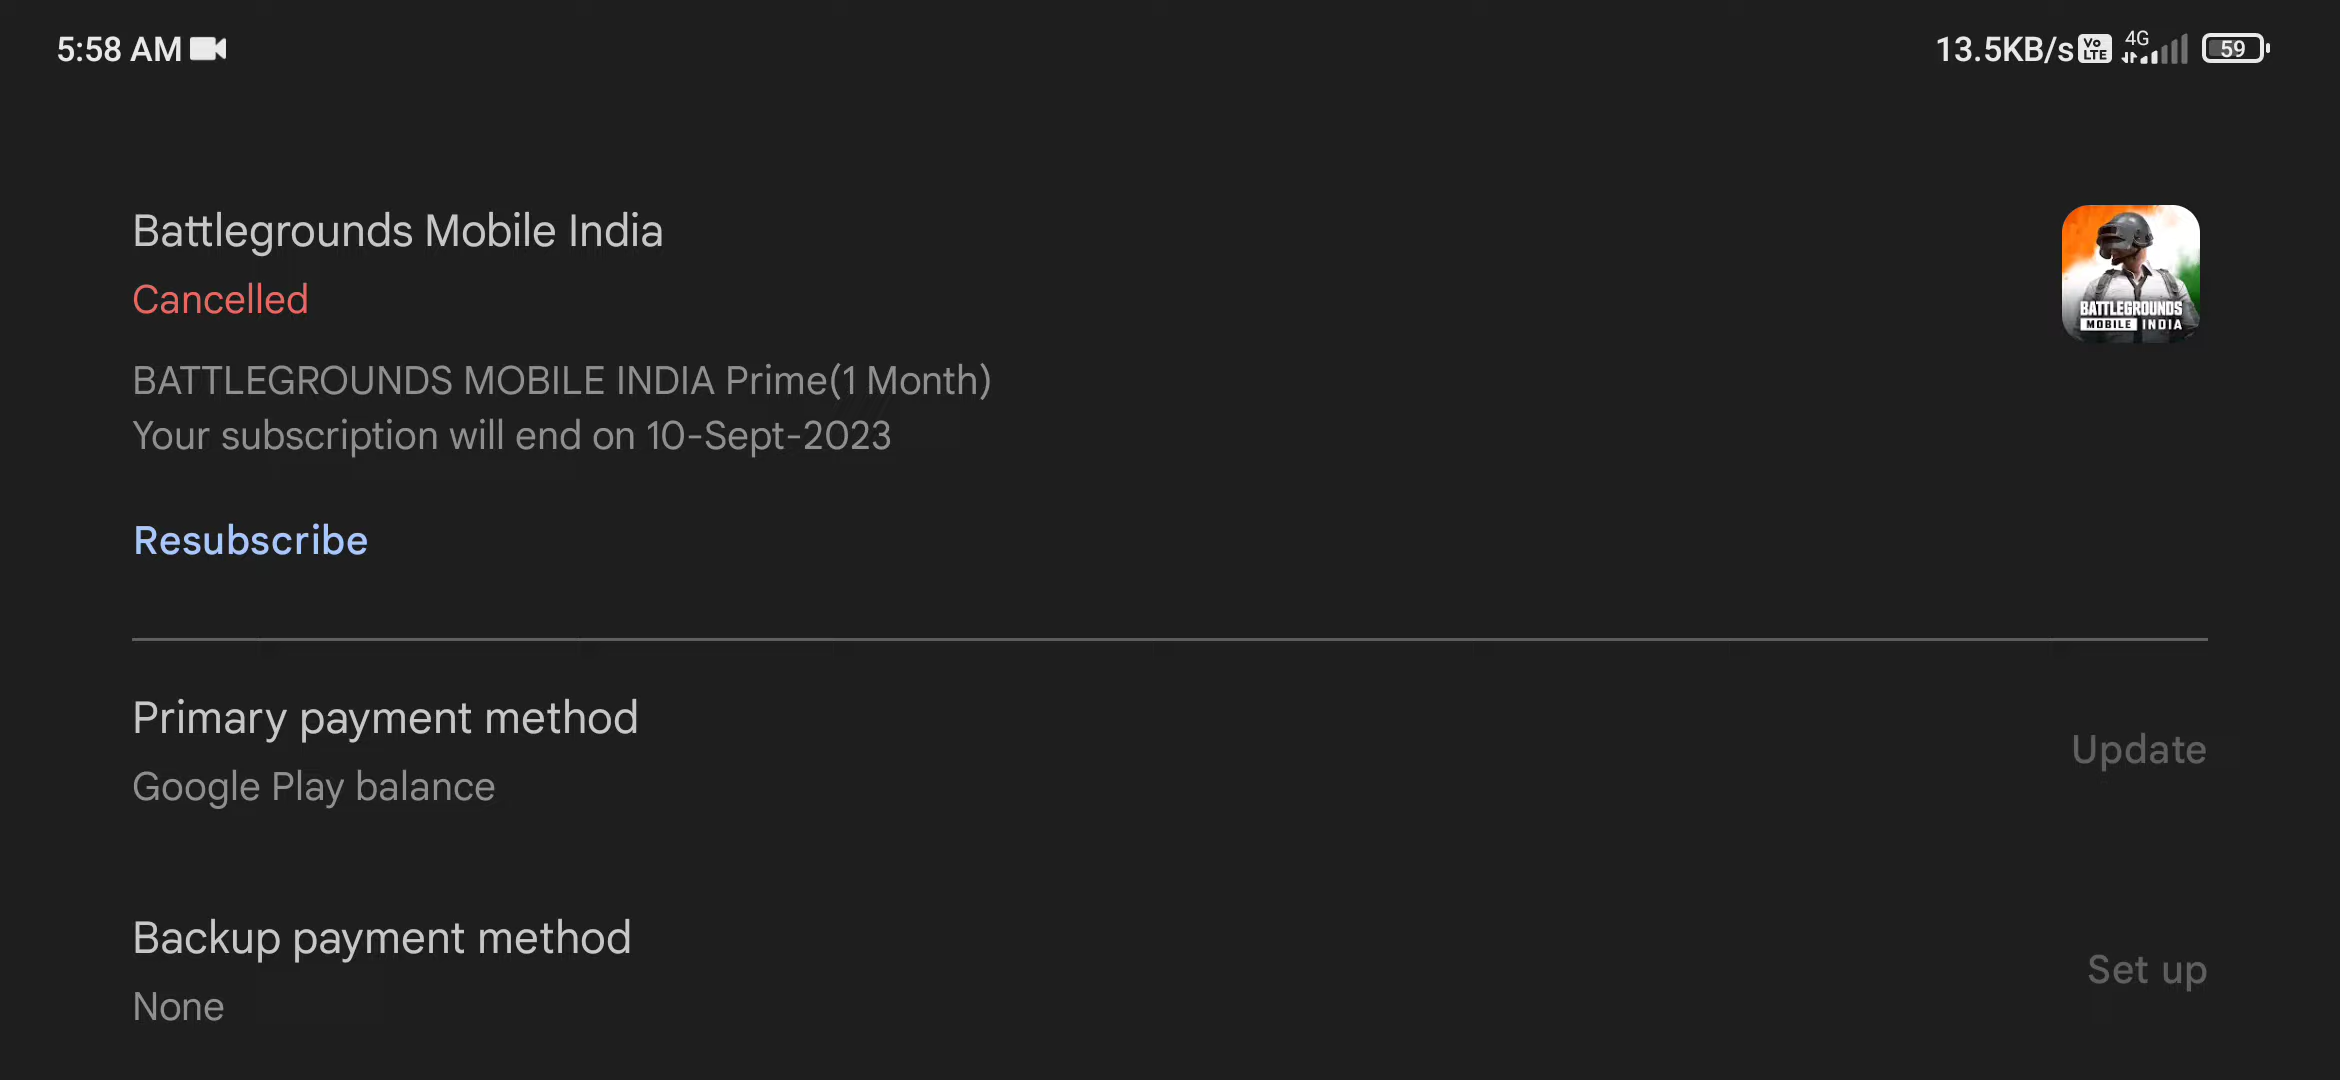 5:58 AM
13.5KB/s Vo LTE 4G 59
Battlegrounds Mobile India
Cancelled
BATTLEGROUNDS
MOBILE INDIA
BATTLEGROUNDS MOBILE INDIA Prime(1 Month)
Your subscription will end on 10-Sept-2023
Resubscribe
Primary payment method
Update
Google Play balance
Backup payment method
Set up
None